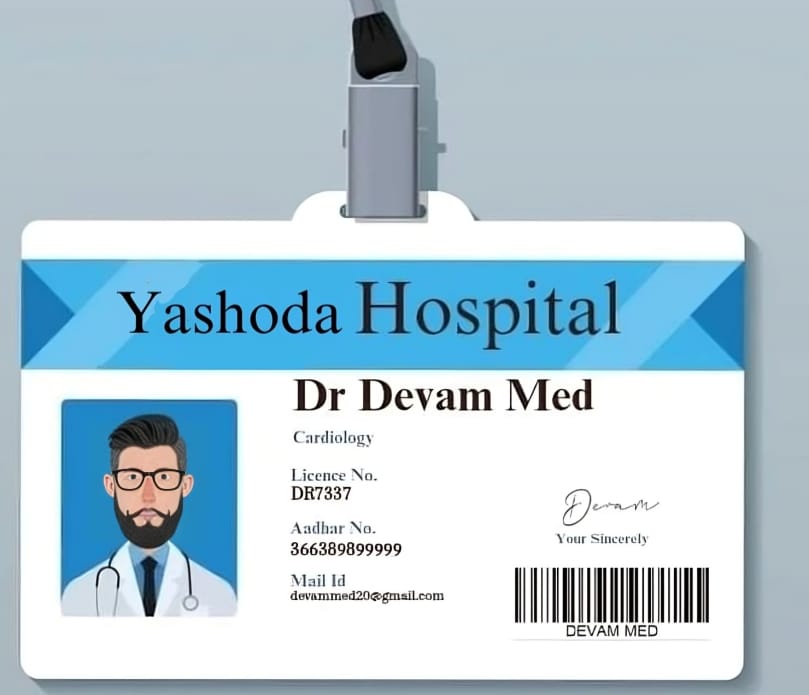 Yashoda Hospital
Dr Devam Med
Cardiology
Licence No.
DR7337
Aadhar No.
366389899999
Mail Id
devammed20@gmail.com
Devam
Your Sincerely
DEVAM MED